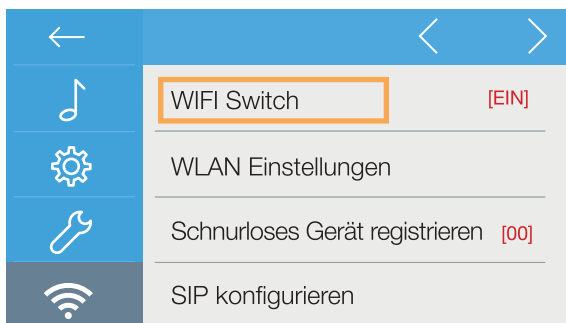 WIFI Switch [EIN]
WLAN Einstellungen
Schnurloses Gerät registrieren [00]
SIP konfigurieren